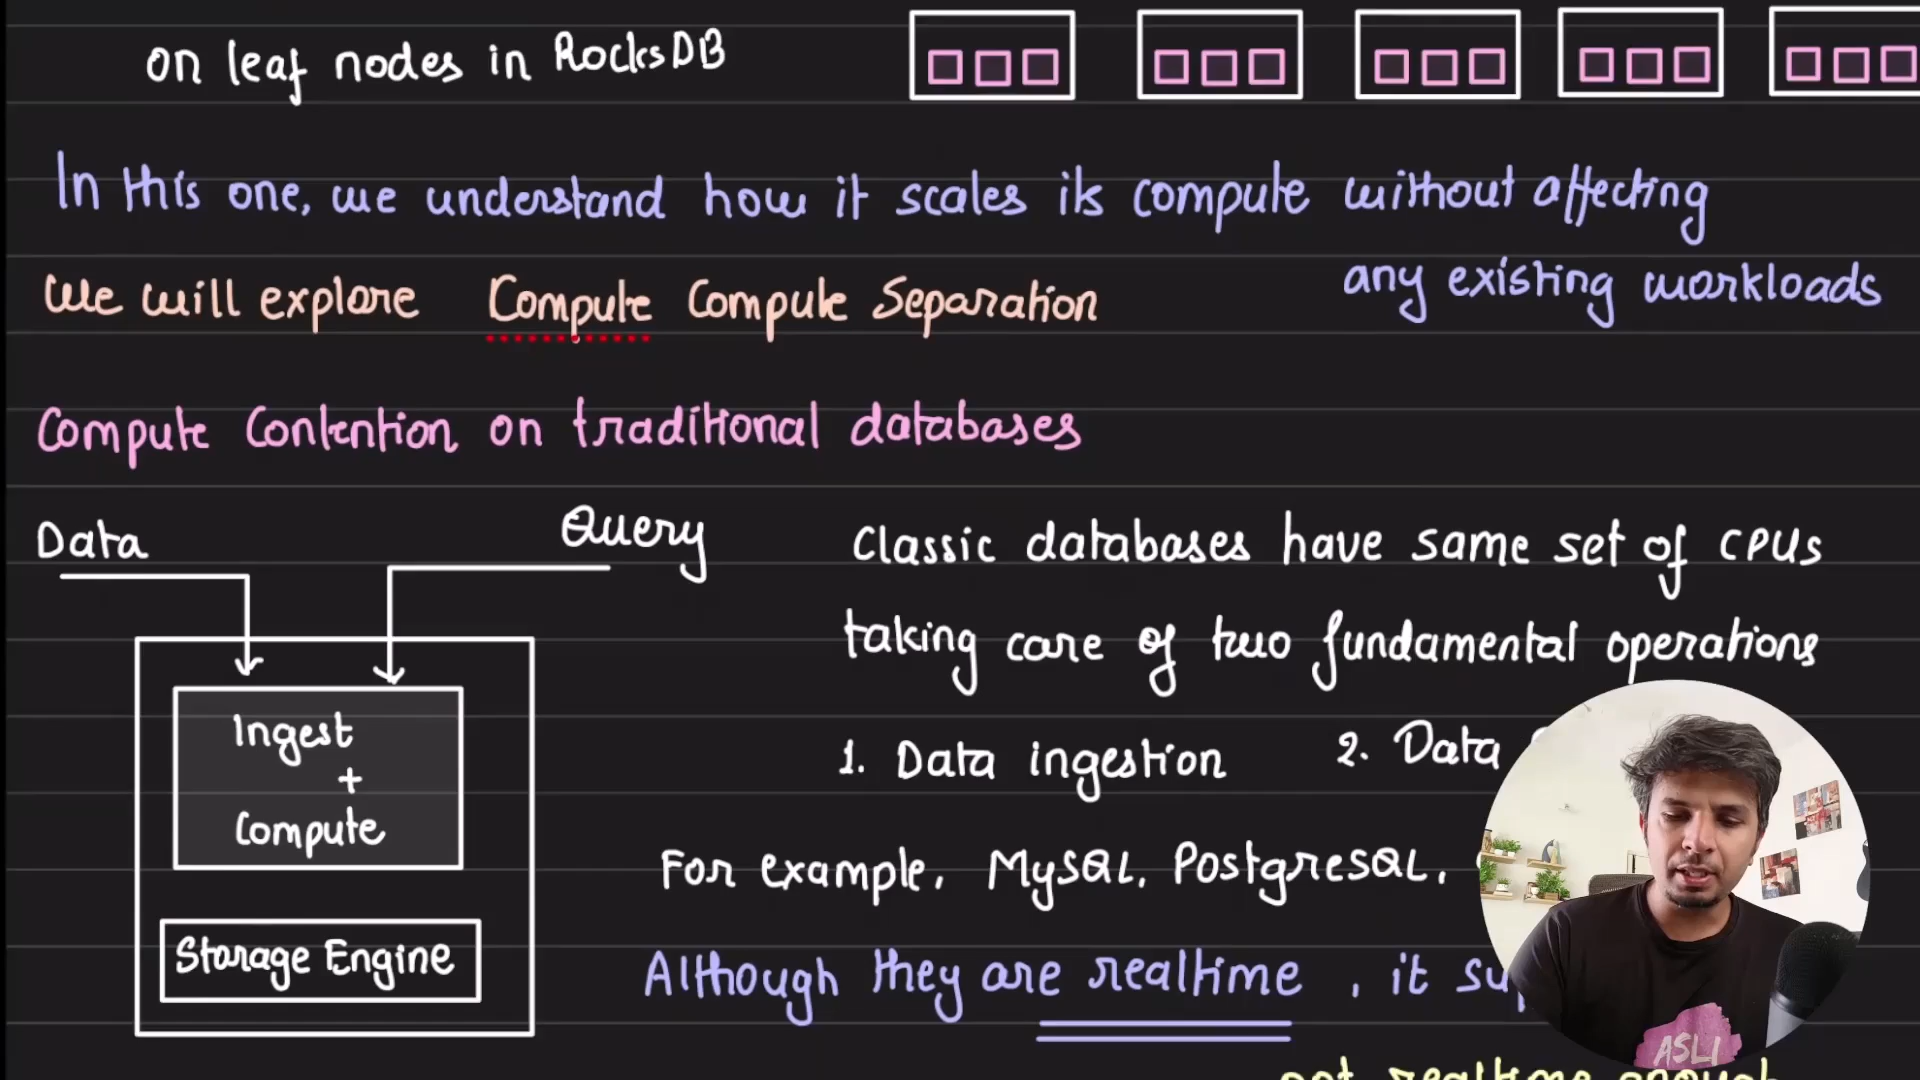 on leaf nodes in RocksDB
In this one, we understand how it scales its compute without affecting
any existing workloads
We will explore Compute Compute Separation
Compute Contention on traditional databases
Data
Query
Ingest
+
Compute
Storage Engine
Classic databases have same set of CPUs
taking care of two fundamental operations
1. Data ingestion 2. Data
For example, MySQL, PostgreSQL,
Although they are realtime, it
not realtime enough
ASLI